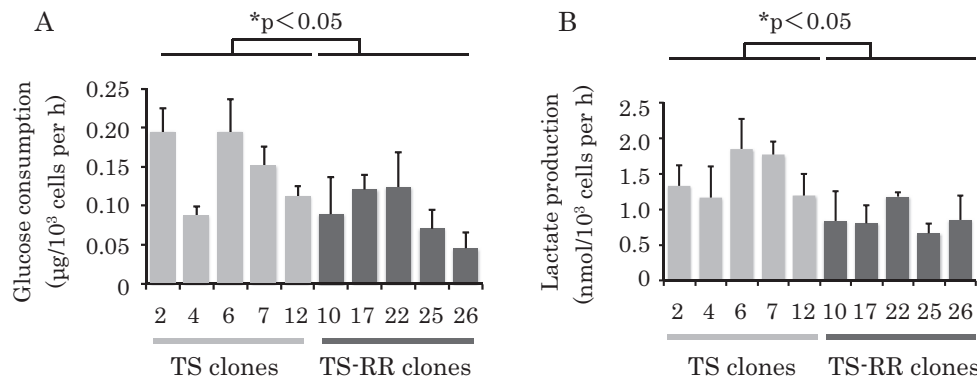 A
*p<0.05
Glucose consumption
(μg/10³ cells per h)
0.25
0.20
0.15
0.10
0.05
0
2 4 6 7 12 10 17 22 25 26
TS clones TS-RR clones
B
*p<0.05
Lactate production
(nmol/10³ cells per h)
2.5
2.0
1.5
1.0
0.5
0
2 4 6 7 12 10 17 22 25 26
TS clones TS-RR clones